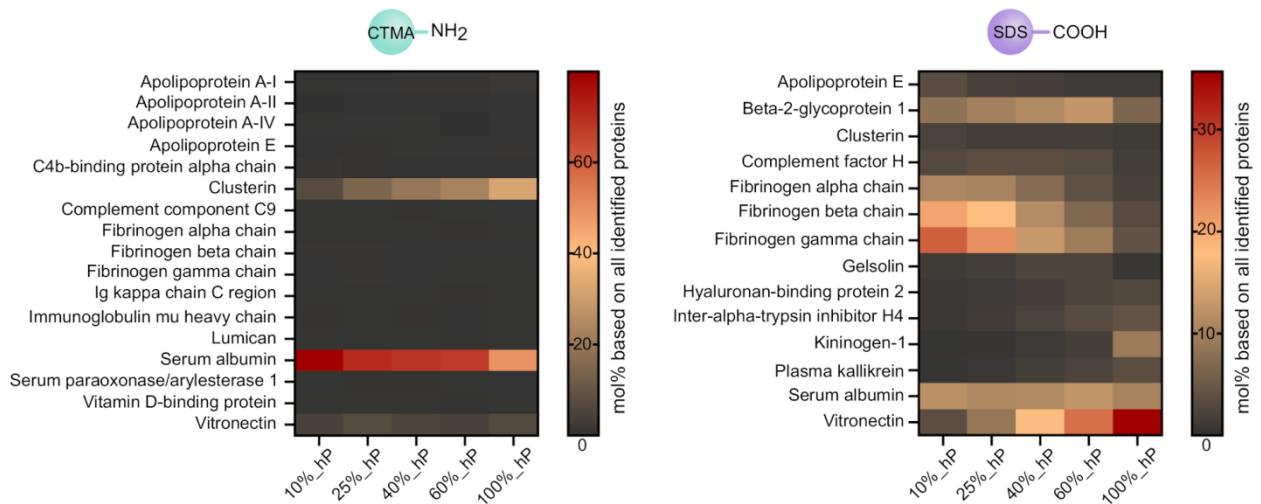 CTMA NH2
Apolipoprotein A-I
Apolipoprotein A-II
Apolipoprotein A-IV
Apolipoprotein E
C4b-binding protein alpha chain
Clusterin
Complement component C9
Fibrinogen alpha chain
Fibrinogen beta chain
Fibrinogen gamma chain
Ig kappa chain C region
Immunoglobulin mu heavy chain
Lumican
Serum albumin
Serum paraoxonase/arylesterase 1
Vitamin D-binding protein
Vitronectin
10%_hP
25%_hP
40%_hP
60%_hP
100%_hP
60
40
20
0
mol% based on all identified proteins
SDS COOH
Apolipoprotein E
Beta-2-glycoprotein 1
Clusterin
Complement factor H
Fibrinogen alpha chain
Fibrinogen beta chain
Fibrinogen gamma chain
Gelsolin
Hyaluronan-binding protein 2
Inter-alpha-trypsin inhibitor H4
Kininogen-1
Plasma kallikrein
Serum albumin
Vitronectin
10%_hP
25%_hP
40%_hP
60%_hP
100%_hP
30
20
10
0
mol% based on all identified proteins